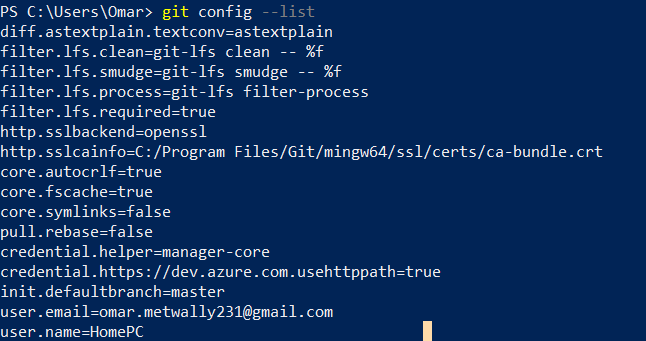 PS C:\Users\Omar> git config --list
diff.astextplain.textconv=astextplain
filter.lfs.clean=git-lfs clean -- %f
filter.lfs.smudge=git-lfs smudge -- %f
filter.lfs.process=git-lfs filter-process
filter.lfs.required=true
http.sslbackend=openssl
http.sslcainfo=C:/Program Files/Git/mingw64/ssl/certs/ca-bundle.crt
core.autocrlf=true
core.fscache=true
core.symlinks=false
pull.rebase=false
credential.helper=manager-core
credential.https://dev.azure.com.usehttppath=true
init.defaultbranch=master
user.email=omar.metwally231@gmail.com
user.name=HomePC